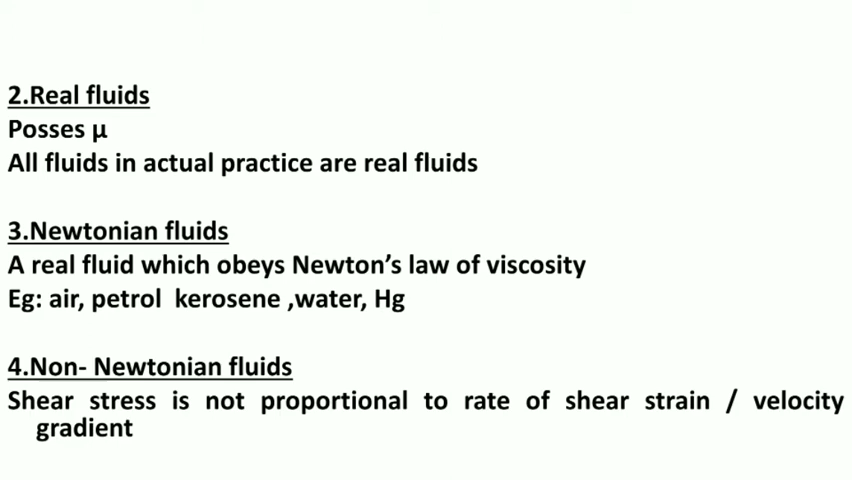 2.Real fluids
Posses μ
All fluids in actual practice are real fluids
3.Newtonian fluids
A real fluid which obeys Newton’s law of viscosity
Eg: air, petrol  kerosene ,water, Hg
4.Non- Newtonian fluids
Shear stress is not proportional to rate of shear strain / velocity
gradient